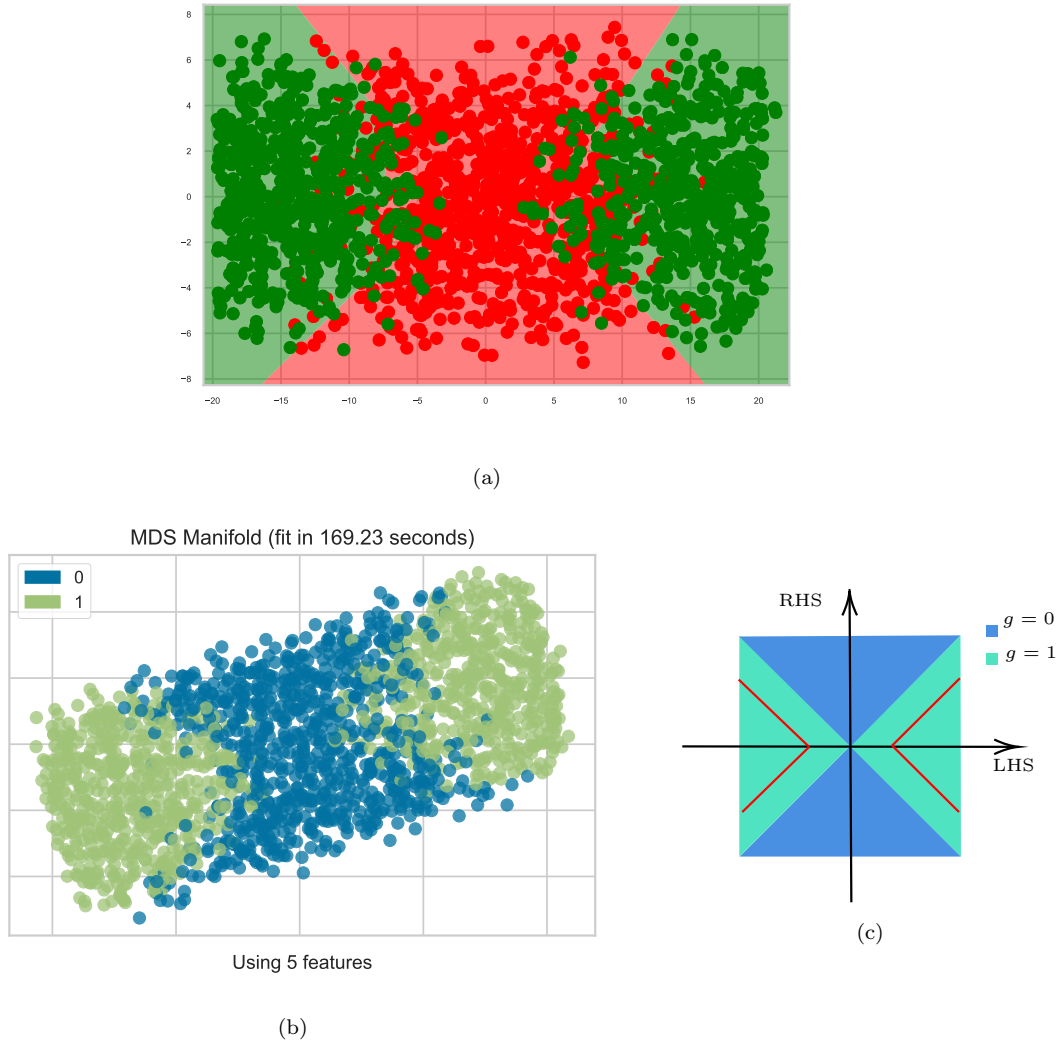 8
6
4
2
0
−2
−4
−6
−8
−20 −15 −10 −5 0 5 10 15 20
(a)
MDS Manifold (fit in 169.23 seconds)
0
1
Using 5 features
(b)
RHS
g = 0
g = 1
LHS
(c)